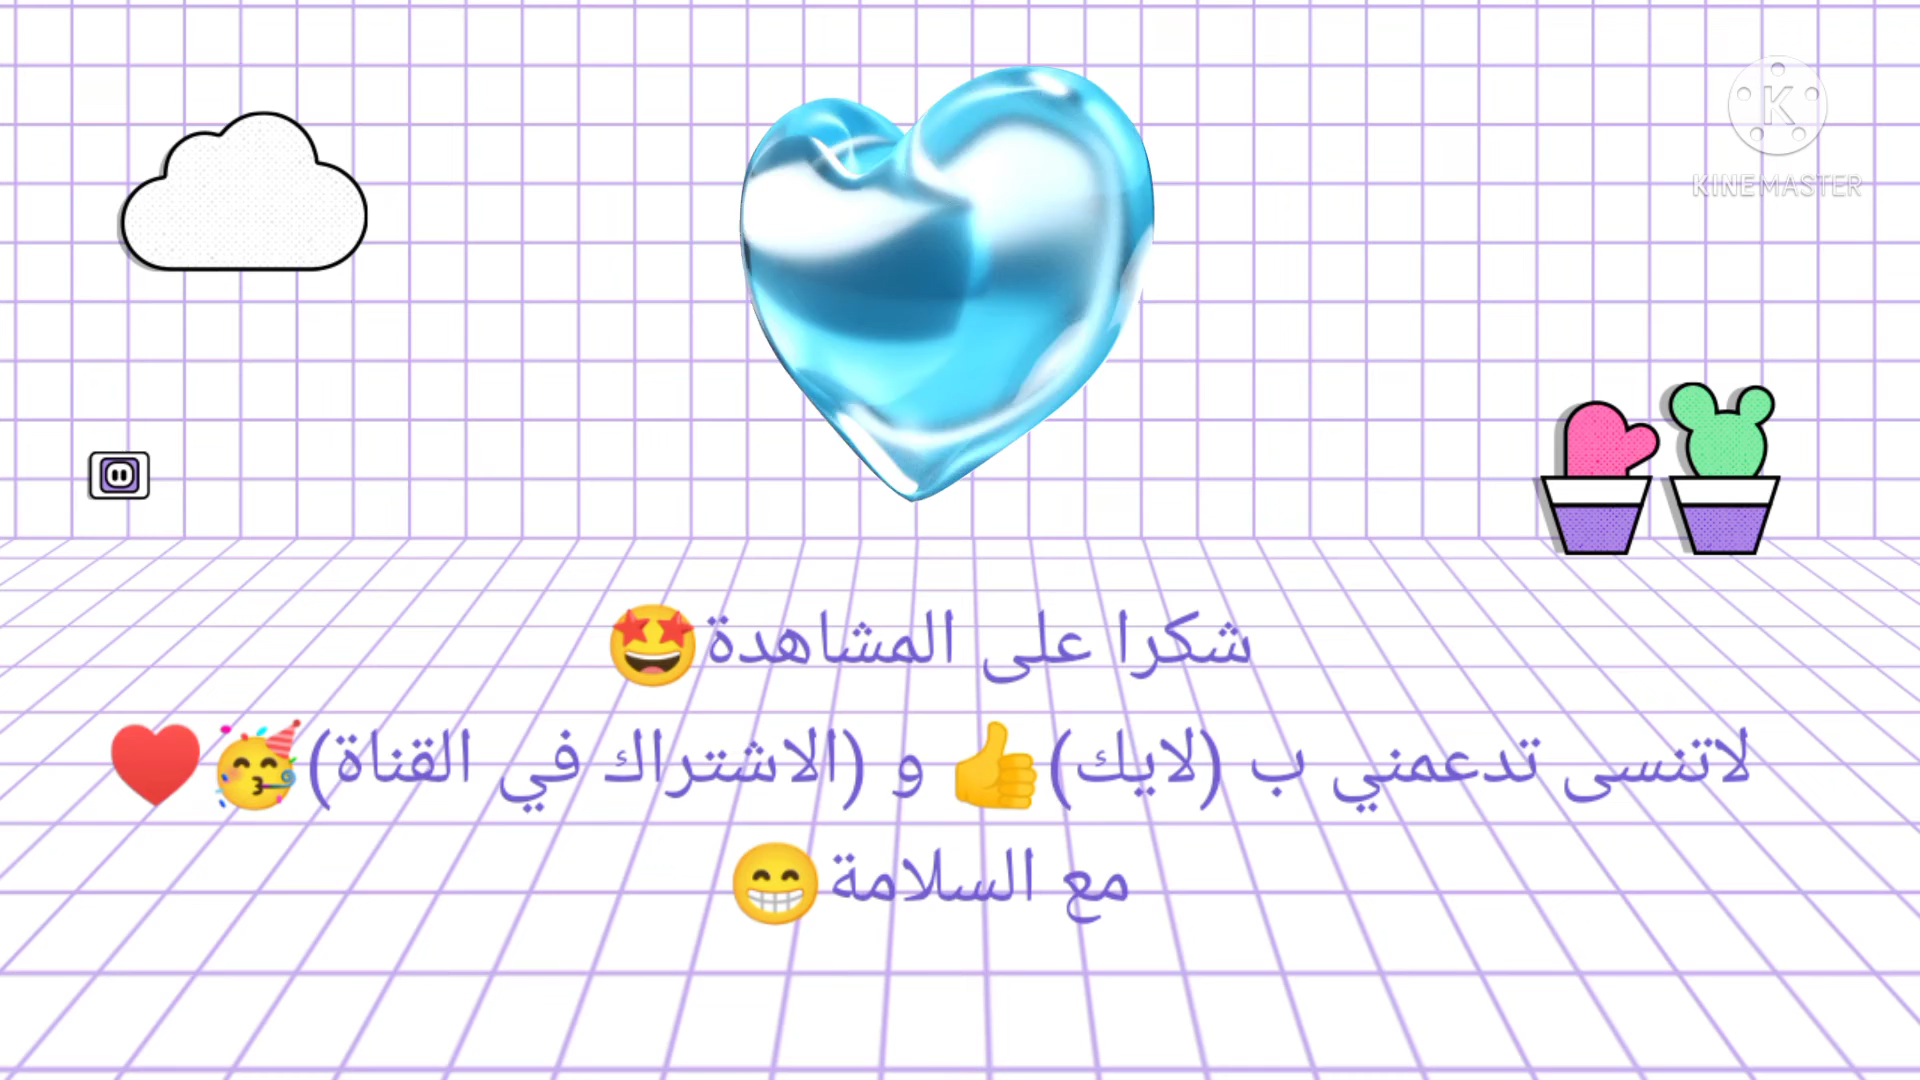 K
KINEMASTER
شكرا على المشاهدة🤩
لاتنسى تدعمني ب (لايك)👍 و (الاشتراك في القناة)🥳❤️
مع السلامة😁